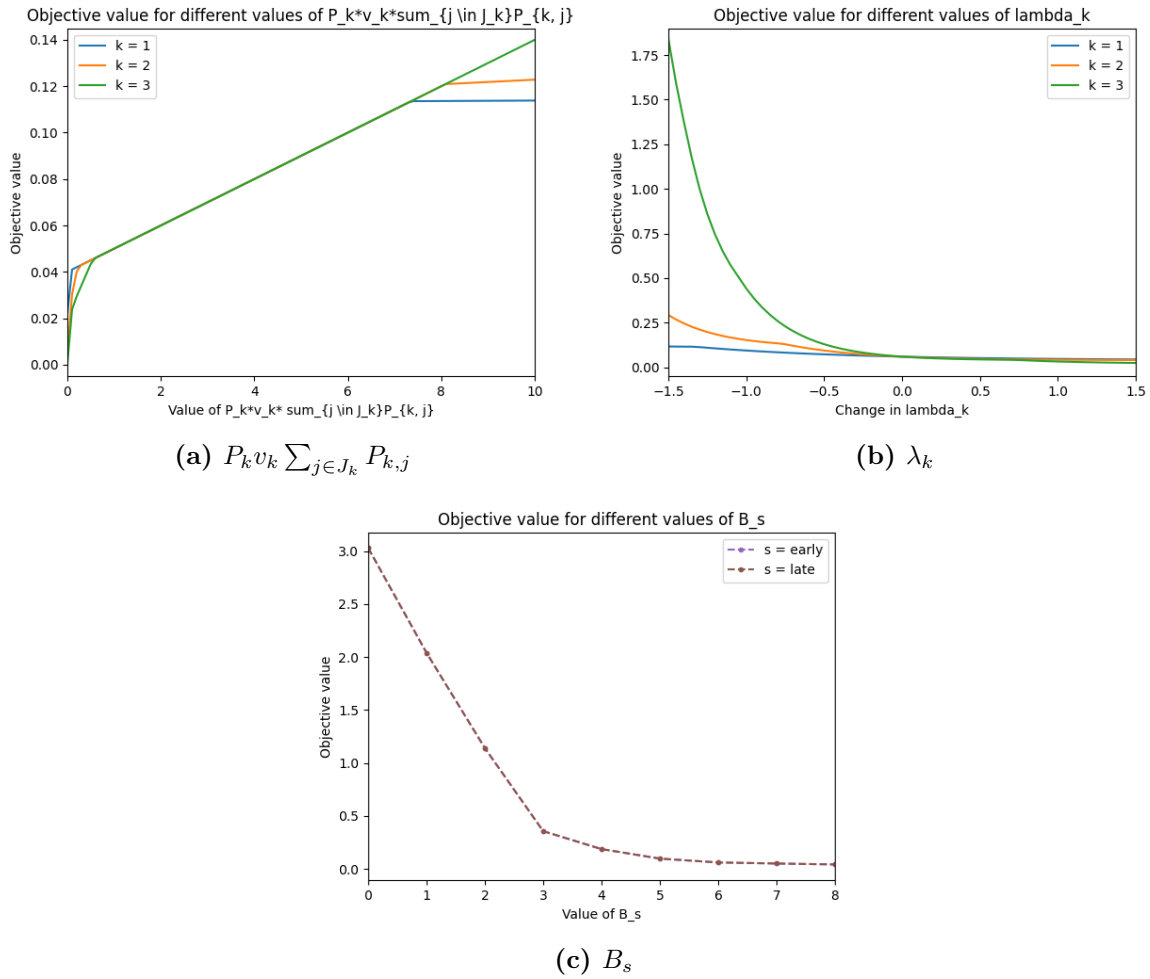 Objective value for different values of P_k*v_k*sum_{j \in J_k}P_{k, j}
Objective value
0.14
0.12
0.10
0.08
0.06
0.04
0.02
0.00
k = 1
k = 2
k = 3
0 2 4 6 8 10
Value of P_k*v_k* sum_{j \in J_k}P_{k, j}
(a) P_k v_k ∑_{j∈J_k} P_{k,j}
Objective value for different values of lambda_k
Objective value
1.75
1.50
1.25
1.00
0.75
0.50
0.25
0.00
k = 1
k = 2
k = 3
−1.5 −1.0 −0.5 0.0 0.5 1.0 1.5
Change in lambda_k
(b) λ_k
Objective value for different values of B_s
Objective value
3.0
2.5
2.0
1.5
1.0
0.5
0.0
s = early
s = late
0 1 2 3 4 5 6 7 8
Value of B_s
(c) B_s